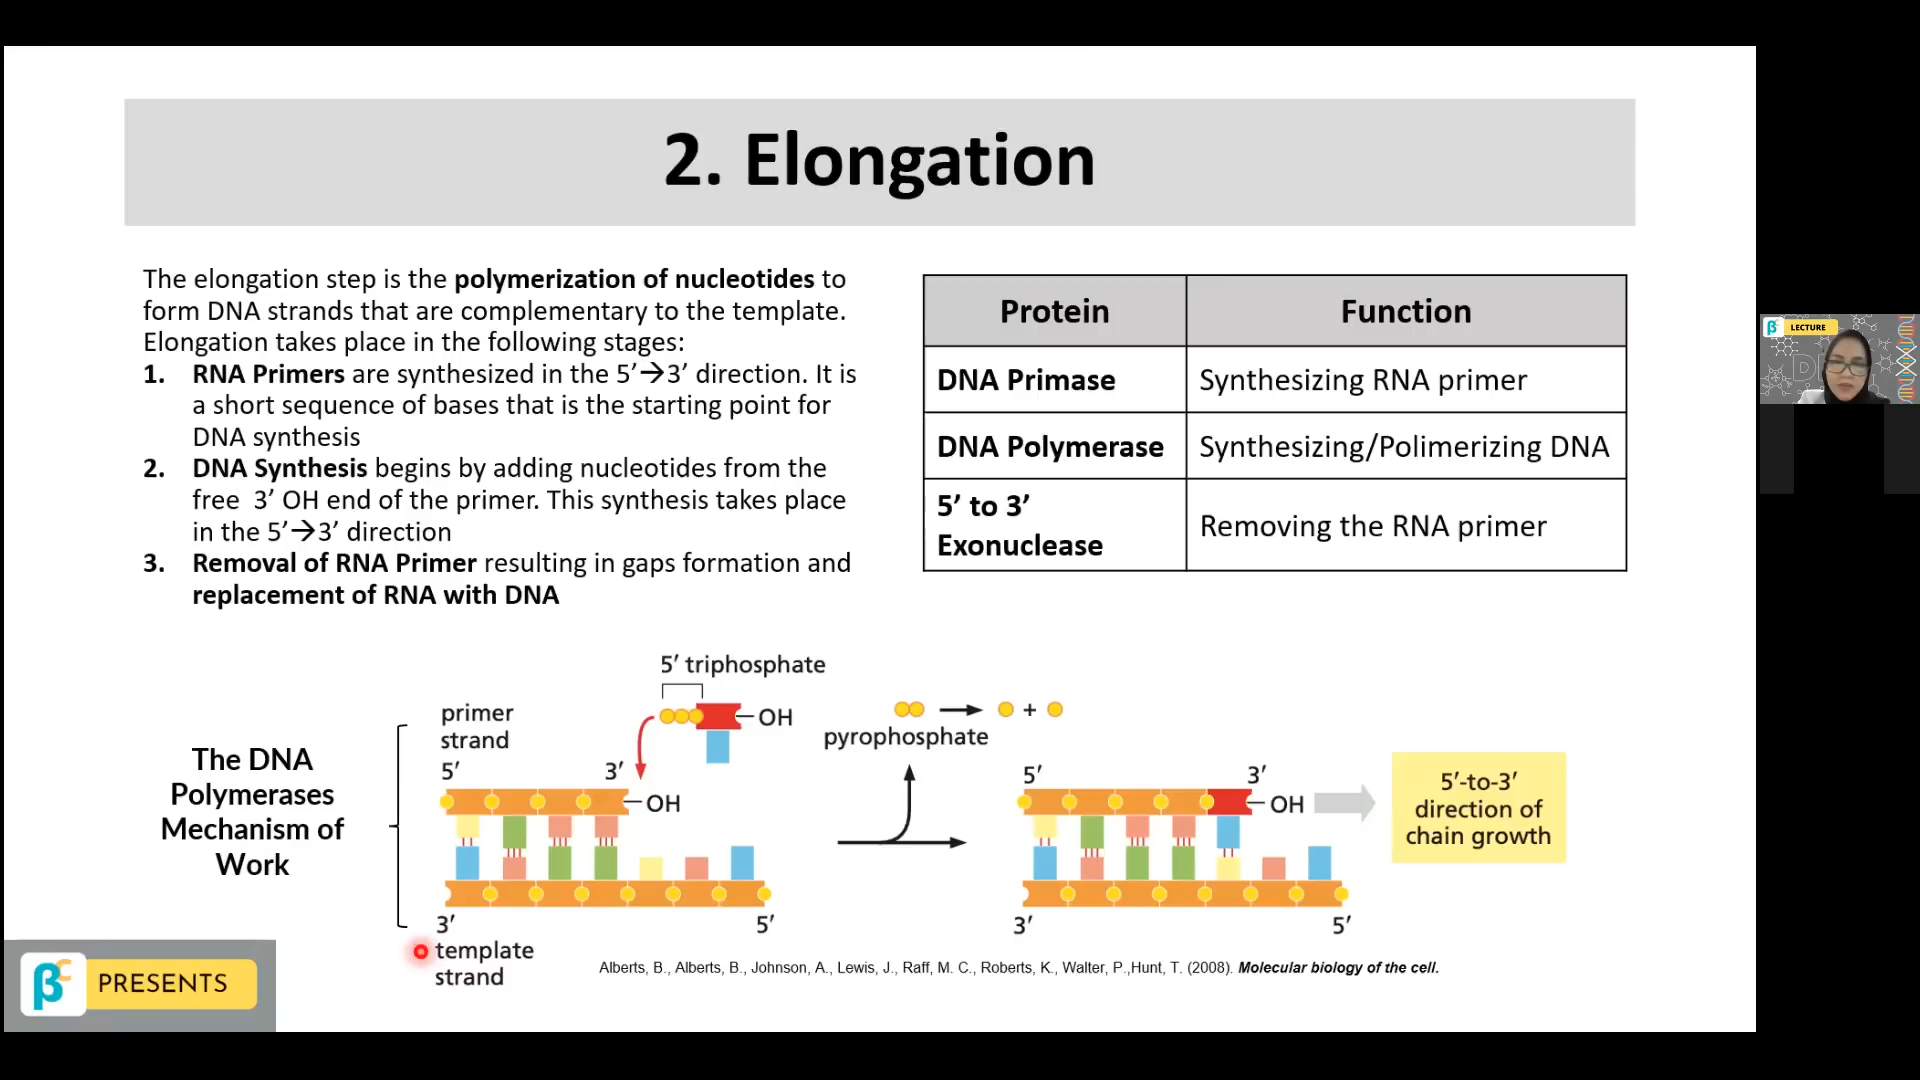 2. Elongation
The elongation step is the polymerization of nucleotides to
form DNA strands that are complementary to the template.
Elongation takes place in the following stages:
1. RNA Primers are synthesized in the 5’→3’ direction. It is
a short sequence of bases that is the starting point for
DNA synthesis
2. DNA Synthesis begins by adding nucleotides from the
free 3’ OH end of the primer. This synthesis takes place
in the 5’→3’ direction
3. Removal of RNA Primer resulting in gaps formation and
replacement of RNA with DNA
Protein Function
DNA Primase Synthesizing RNA primer
DNA Polymerase Synthesizing/Polimerizing DNA
5’ to 3’
Exonuclease
Removing the RNA primer
The DNA
Polymerases
Mechanism of
Work
primer
strand
5′ triphosphate
OH
5′ 3′
OH
3′ 5′
template
strand
pyrophosphate
+
5′ 3′
OH
3′ 5′
5′-to-3′
direction of
chain growth
Alberts, B., Alberts, B., Johnson, A., Lewis, J., Raff, M. C., Roberts, K., Walter, P.,Hunt, T. (2008). Molecular biology of the cell.
βc PRESENTS
LECTURE